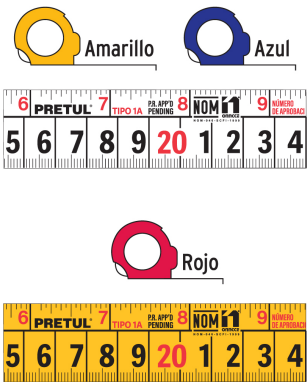 Amarillo
Azul
6 PRETUL® 7 TIPO 1A P.R. APP'D PENDING 8 NOM 9 NÚMERO DE APROBACI
5 6 7 8 9 20 1 2 3 4
Rojo
6 PRETUL® 7 TIPO 1A P.R. APP'D PENDING 8 NOM 9 NÚMERO DE APROBACI
5 6 7 8 9 20 1 2 3 4